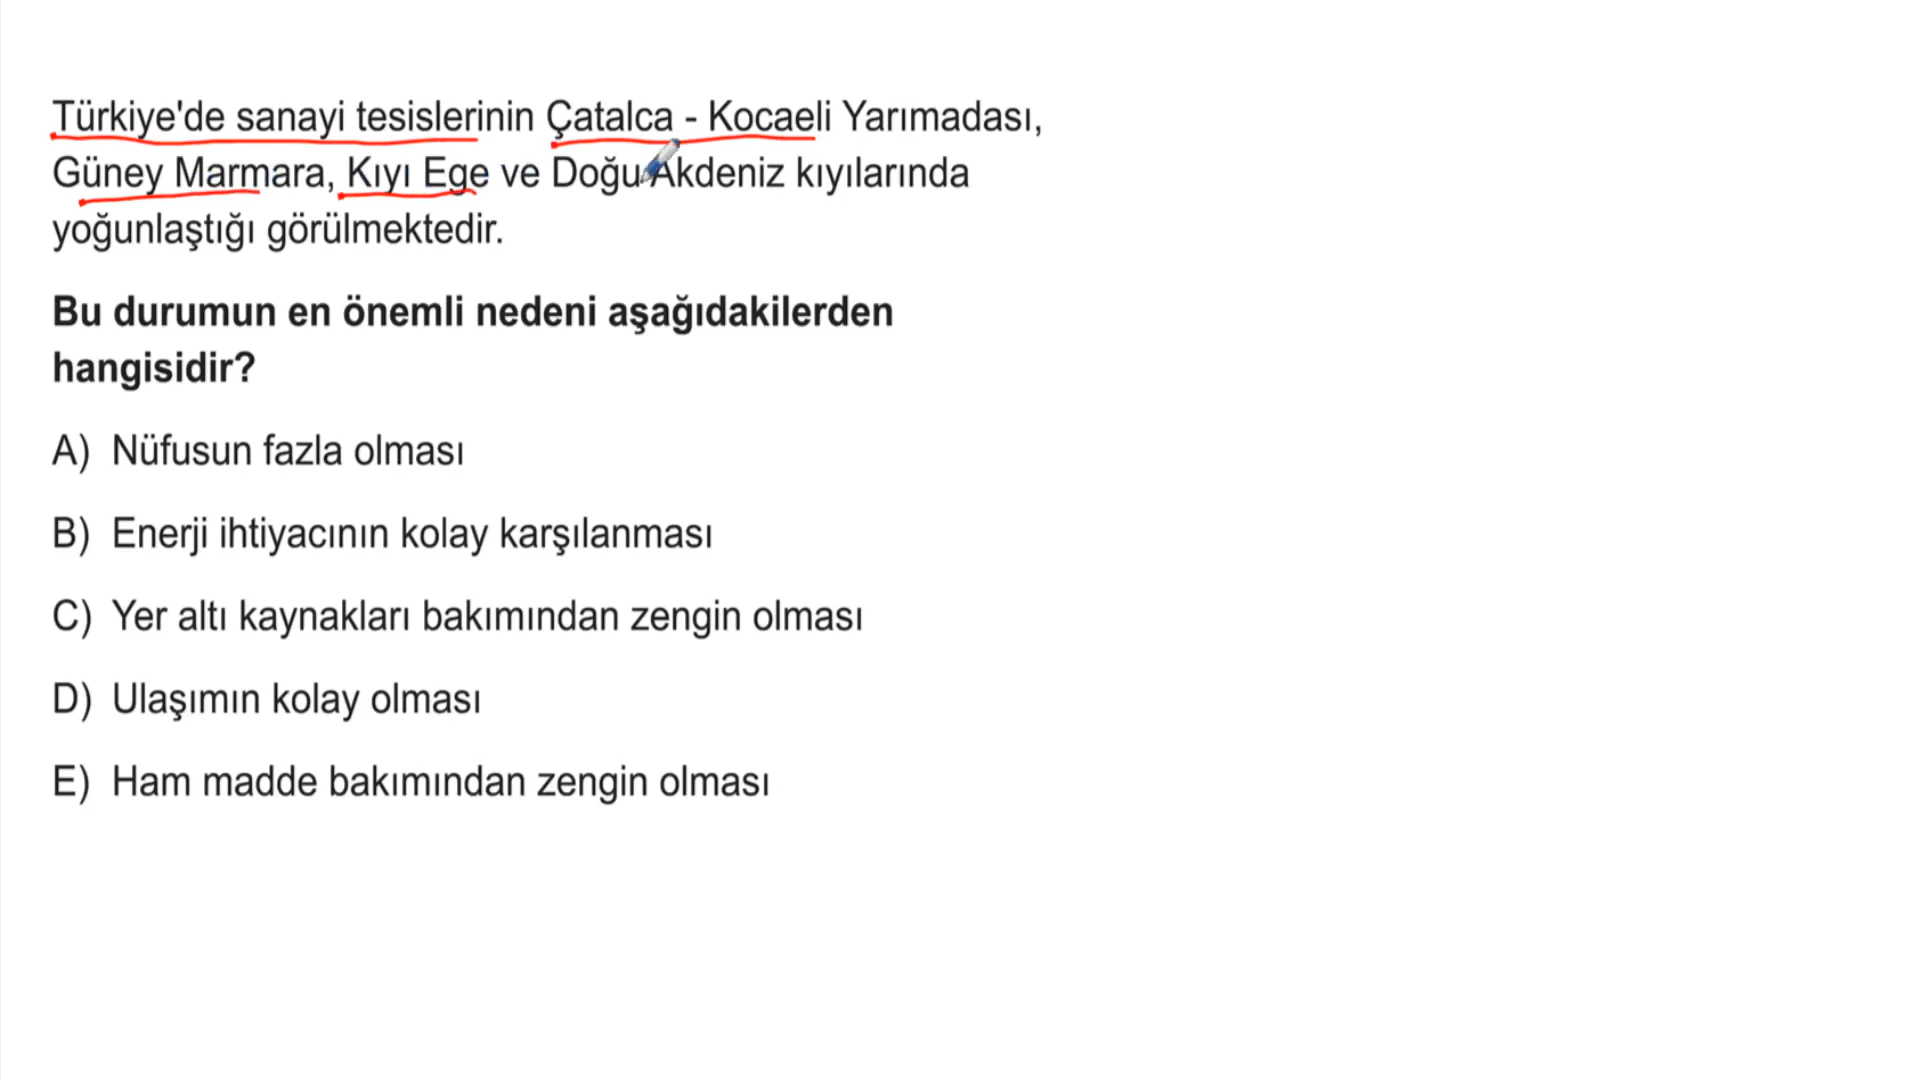 Türkiye'de sanayi tesislerinin Çatalca - Kocaeli Yarımadası,
Güney Marmara, Kıyı Ege ve Doğu Akdeniz kıyılarında
yoğunlaştığı görülmektedir.
Bu durumun en önemli nedeni aşağıdakilerden
hangisidir?
A) Nüfusun fazla olması
B) Enerji ihtiyacının kolay karşılanması
C) Yer altı kaynakları bakımından zengin olması
D) Ulaşımın kolay olması
E) Ham madde bakımından zengin olması